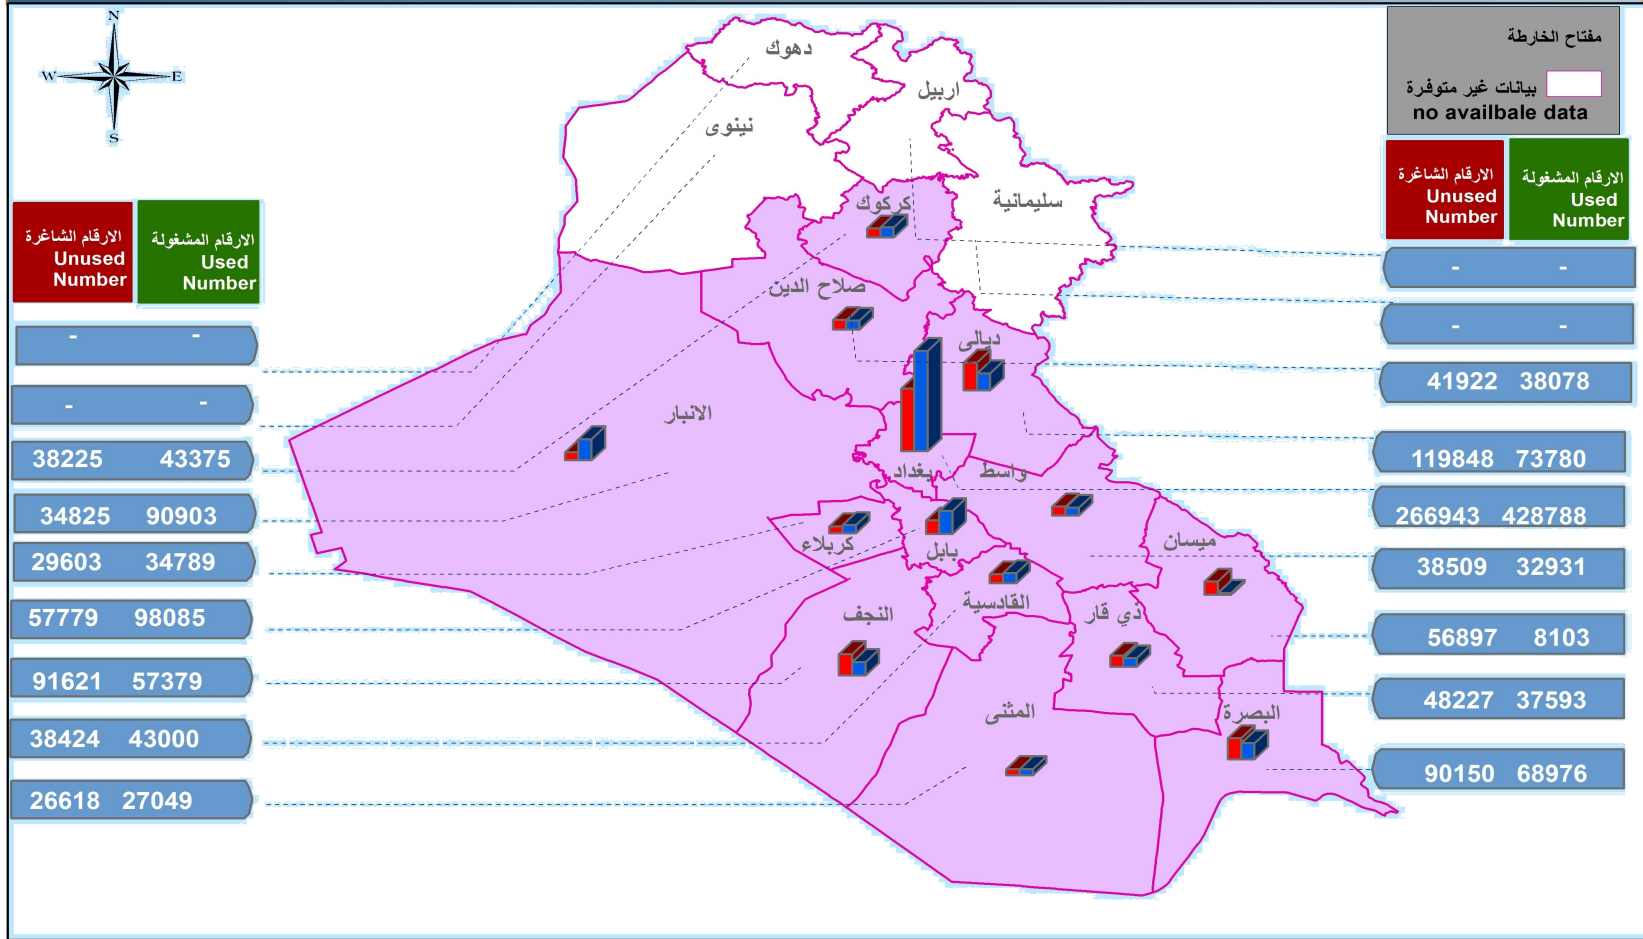 N
W E
S
مفتاح الخارطة
بيانات غير متوفرة
no availbale data
الارقام الشاغرة
Unused
Number
الارقام المشغولة
Used
Number
الارقام الشاغرة
Unused
Number
الارقام المشغولة
Used
Number
- -
- -
38225 43375
34825 90903
29603 34789
57779 98085
91621 57379
38424 43000
26618 27049
دهوك
اربيل
نينوى
سليمانية
كركوك
صلاح الدين
ديالى
الانبار
بغداد
واسط
كربلاء
بابل
ميسان
النجف
القادسية
ذي قار
المثنى
البصرة
- -
- -
41922 38078
119848 73780
266943 428788
38509 32931
56897 8103
48227 37593
90150 68976